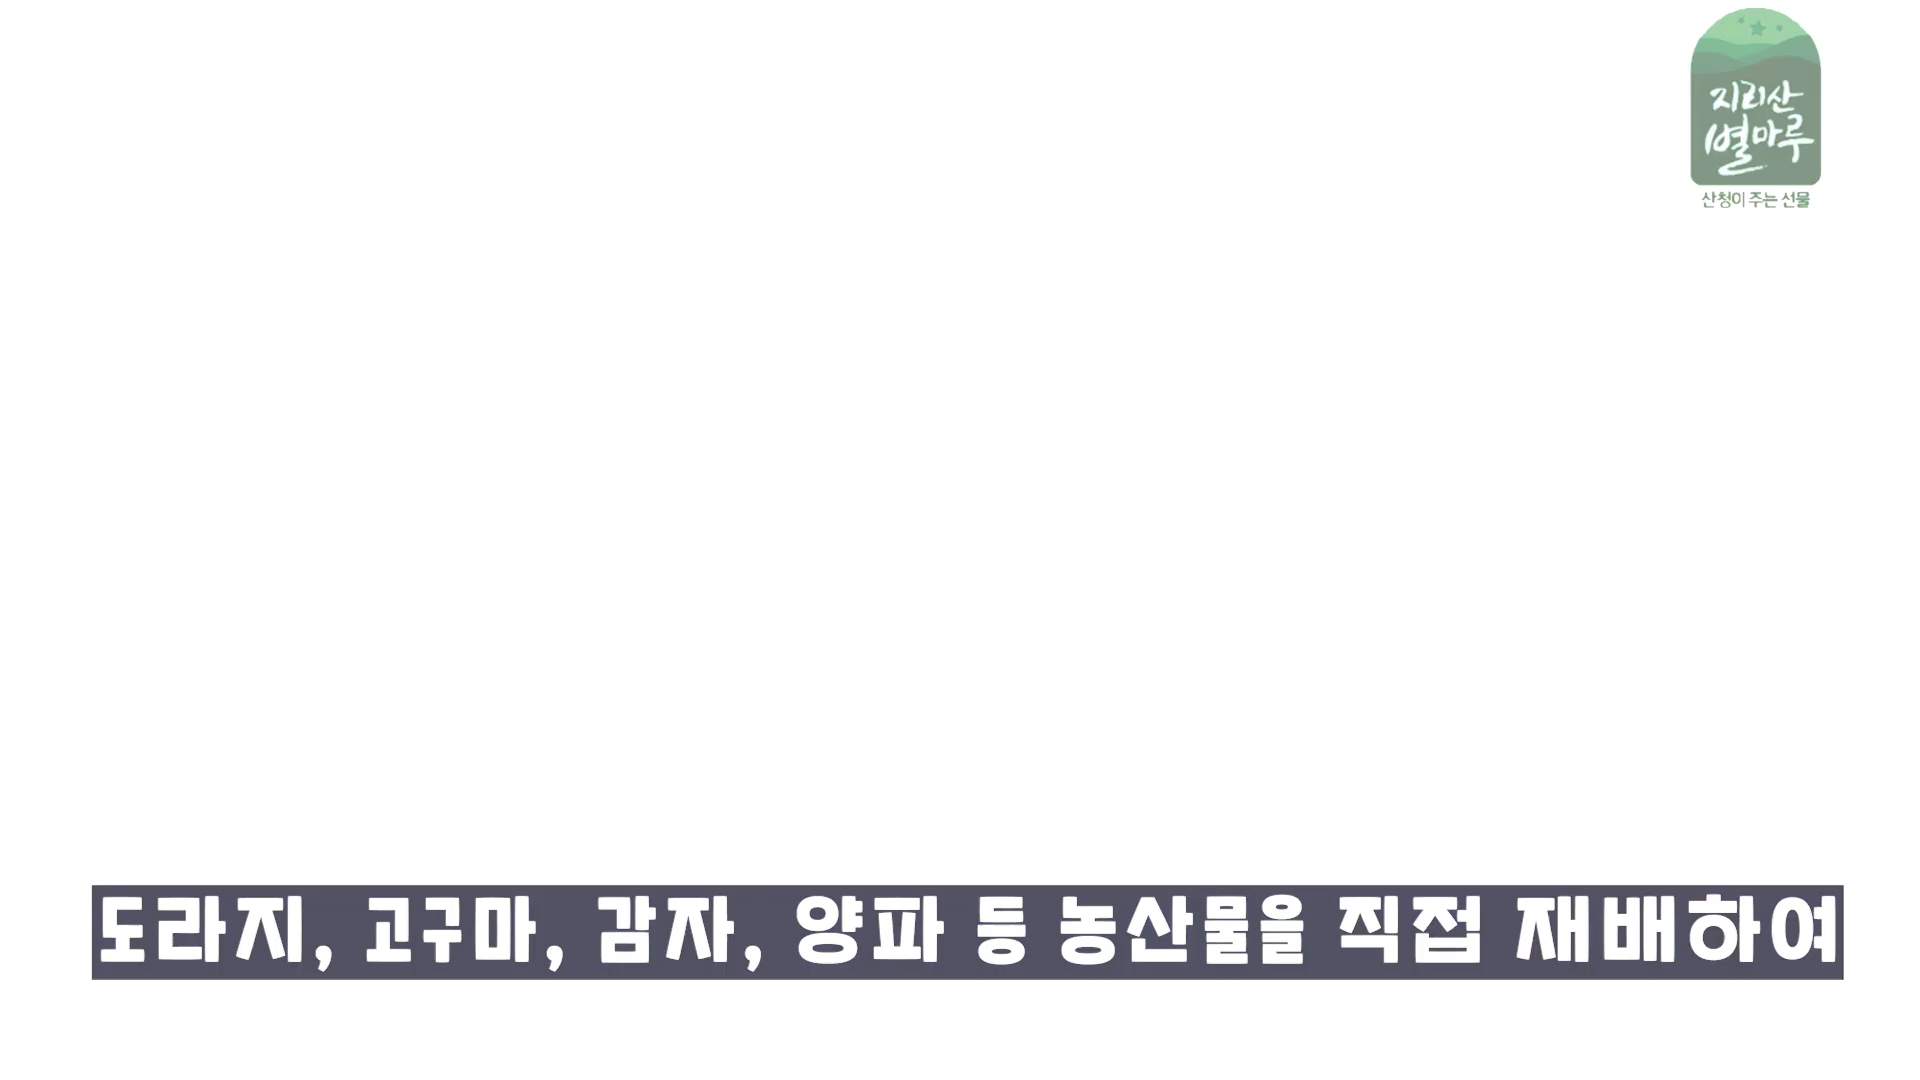 지리산
별마루
산청이 주는 선물
도라지, 고구마, 감자, 양파 등 농산물을 직접 재배하여